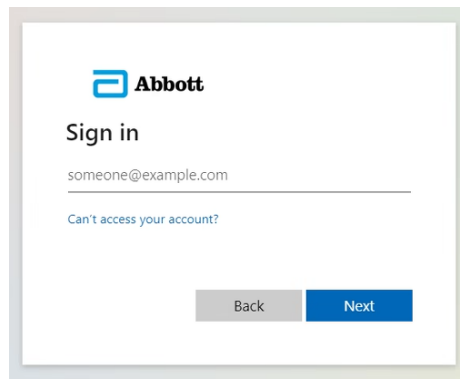 Abbott
Sign in
someone@example.com
Can't access your account?
Back Next